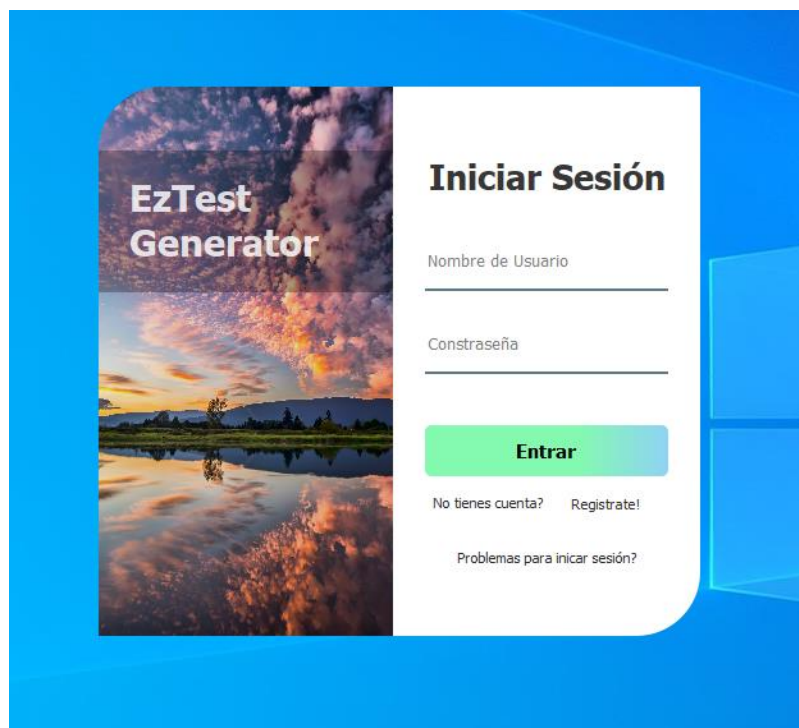 EzTest
Generator
Iniciar Sesión
Nombre de Usuario
Constraseña
Entrar
No tienes cuenta? Registrate!
Problemas para inicar sesión?